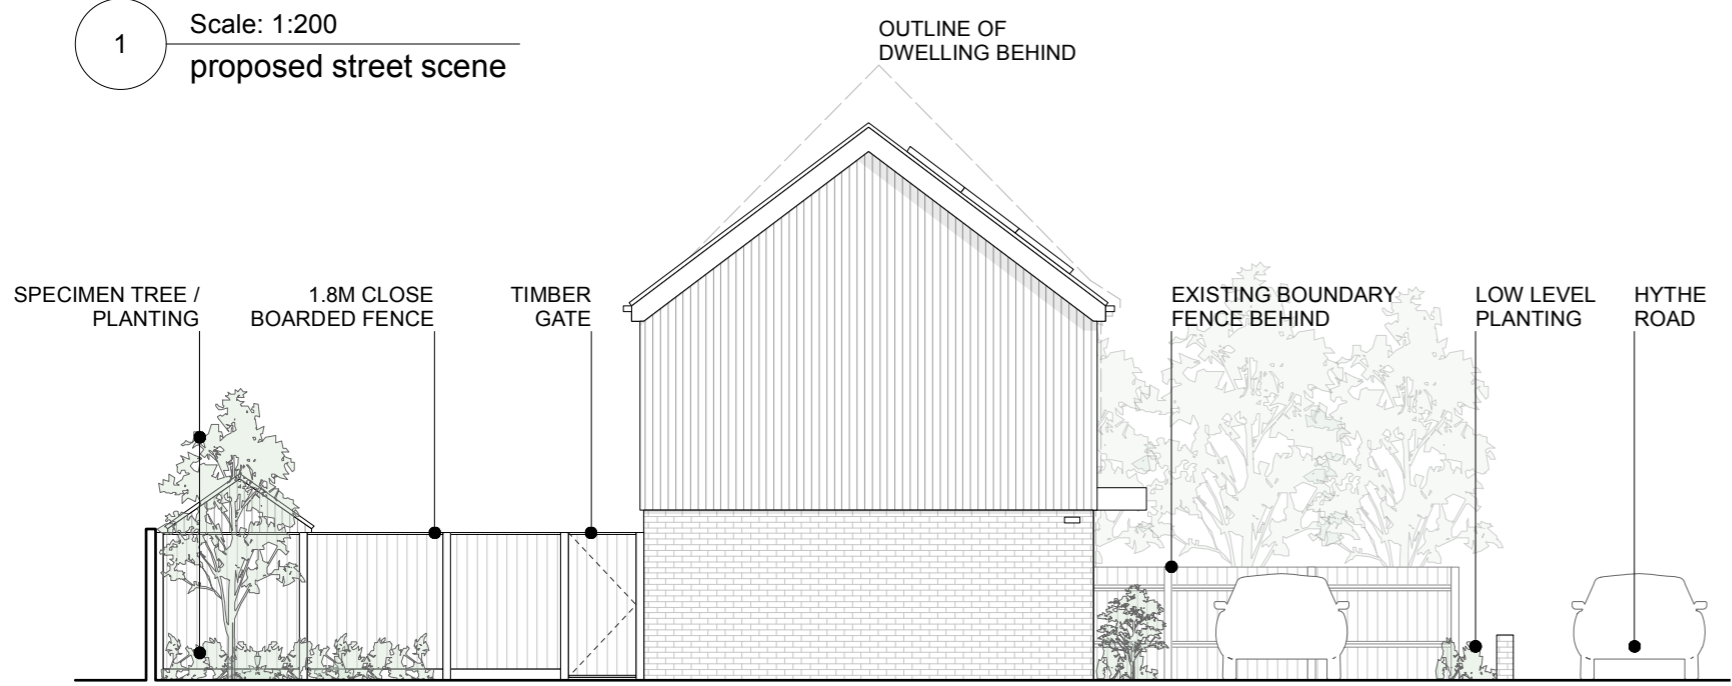 1
Scale: 1:200
proposed street scene
OUTLINE OF
DWELLING BEHIND
SPECIMEN TREE /
PLANTING
1.8M CLOSE
BOARDED FENCE
TIMBER
GATE
EXISTING BOUNDARY
FENCE BEHIND
LOW LEVEL
PLANTING
HYTHE
ROAD